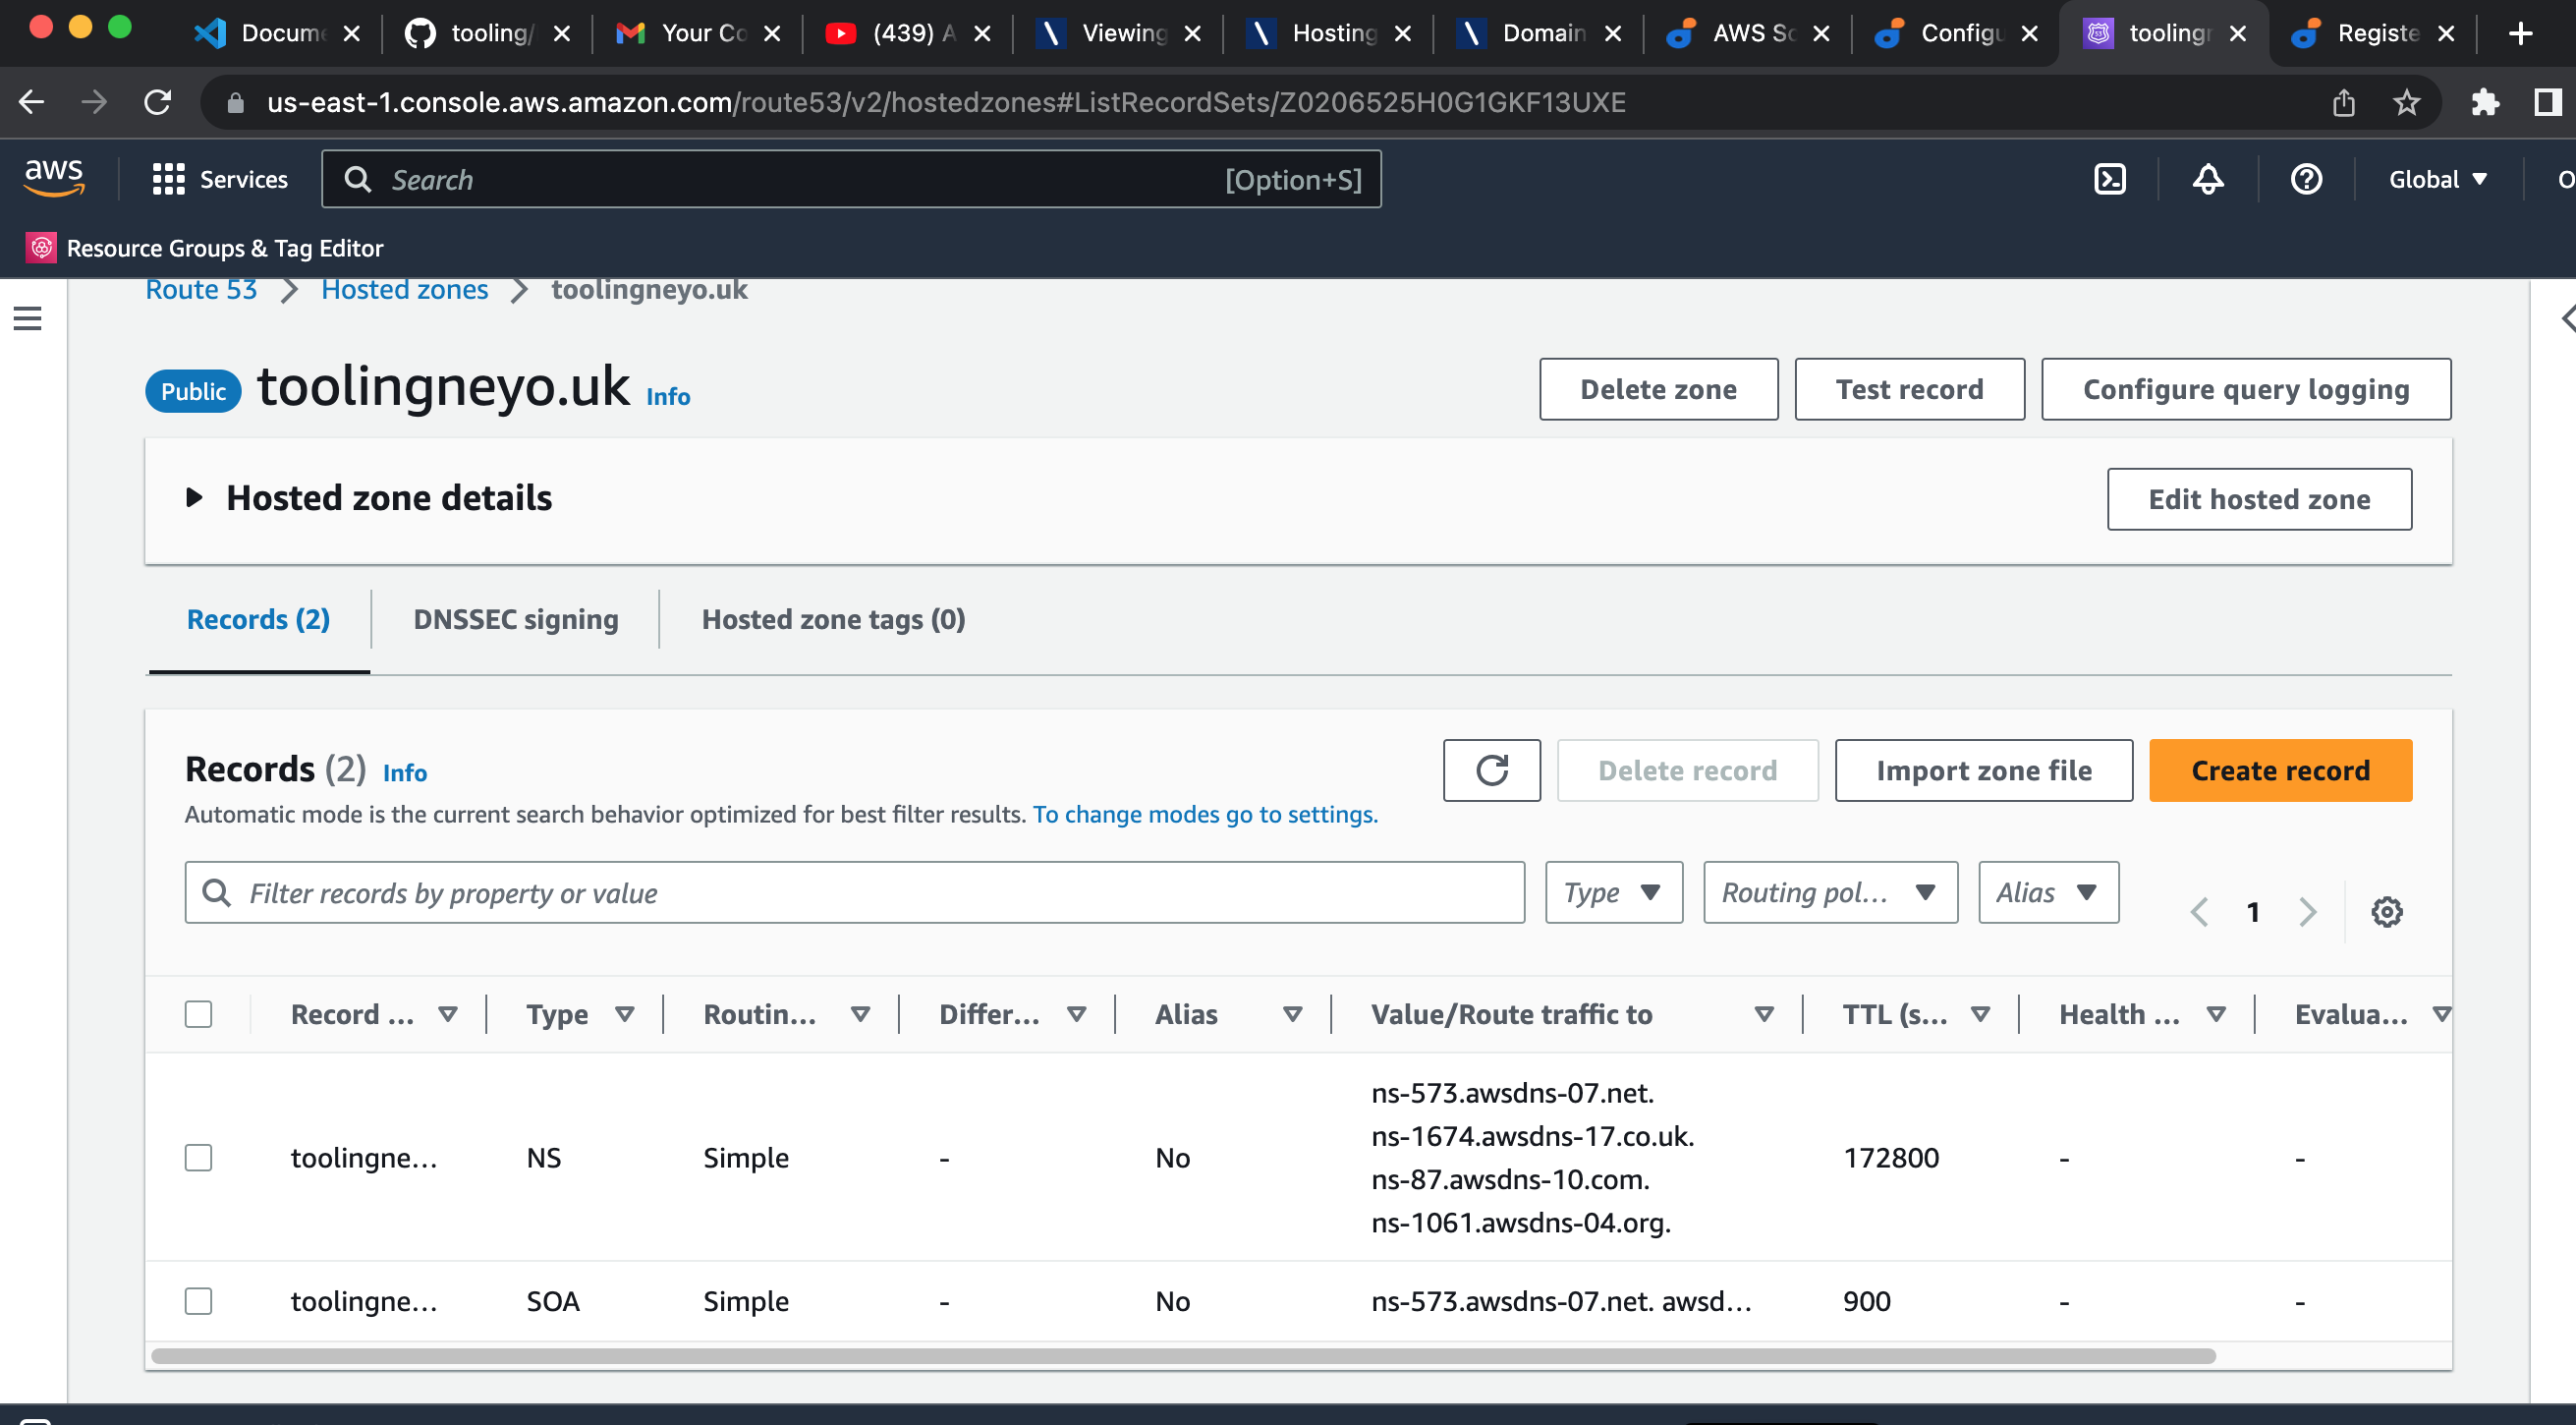 Docume
tooling/
Your Co
(439) A
Viewing
Hosting
Domain
AWS Sc
Configu
toolingr
Registe
us-east-1.console.aws.amazon.com/route53/v2/hostedzones#ListRecordSets/Z0206525H0G1GKF13UXE
aws
Services
Search
[Option+S]
Global
Resource Groups & Tag Editor
Route 53
Hosted zones
toolingneyo.uk
Public
toolingneyo.uk
Info
Delete zone
Test record
Configure query logging
Hosted zone details
Edit hosted zone
Records (2)
DNSSEC signing
Hosted zone tags (0)
Records (2) Info
Delete record
Import zone file
Create record
Automatic mode is the current search behavior optimized for best filter results. To change modes go to settings.
Filter records by property or value
Type
Routing pol...
Alias
1
Record ...
Type
Routin...
Differ...
Alias
Value/Route traffic to
TTL (s...
Health ...
Evalua...
toolingne...
NS
Simple
-
No
ns-573.awsdns-07.net.
ns-1674.awsdns-17.co.uk.
ns-87.awsdns-10.com.
ns-1061.awsdns-04.org.
172800
-
-
toolingne...
SOA
Simple
-
No
ns-573.awsdns-07.net. awsd...
900
-
-